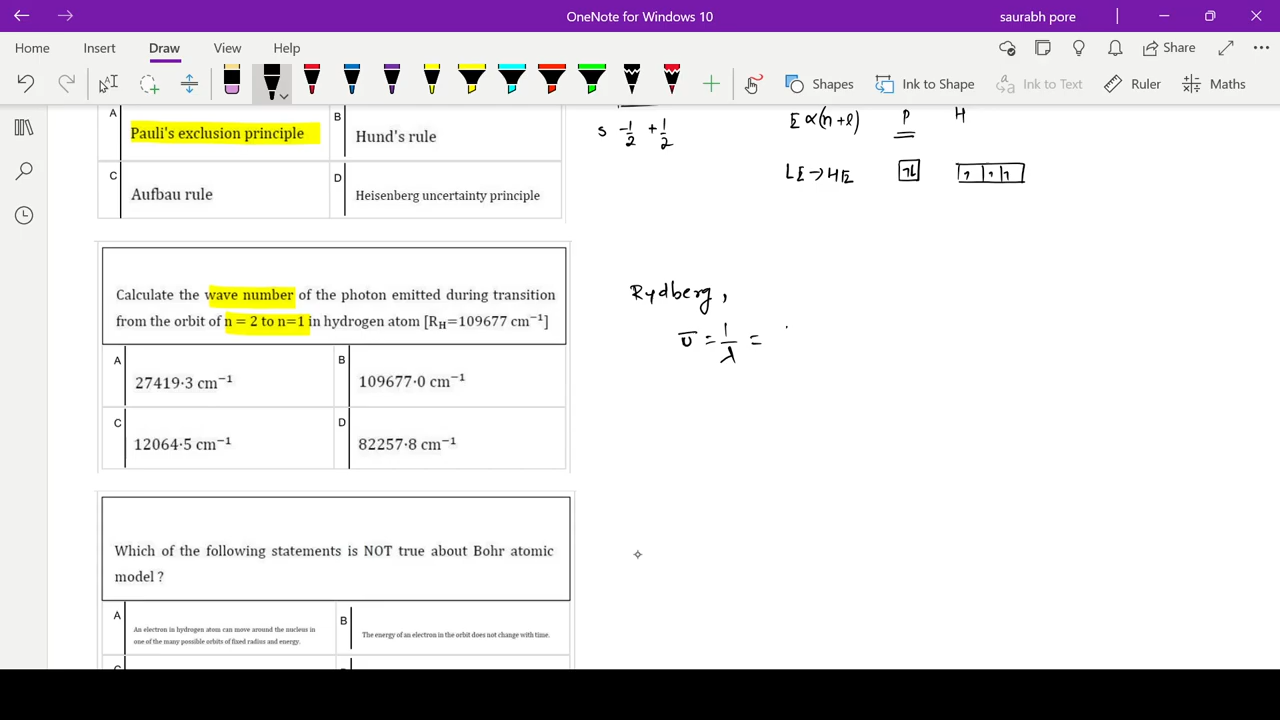 OneNote for Windows 10
saurabh pore
Home Insert Draw View Help
Share
Shapes Ink to Shape Ink to Text Ruler Maths
A Pauli's exclusion principle
B Hund's rule
C Aufbau rule
D Heisenberg uncertainty principle
s -1/2 +1/2
E ∝(n+l) P H
LE→HE
Calculate the wave number of the photon emitted during transition
from the orbit of n = 2 to n=1 in hydrogen atom [R_H=109677 cm⁻¹]
A 27419·3 cm⁻¹
B 109677·0 cm⁻¹
C 12064·5 cm⁻¹
D 82257·8 cm⁻¹
Rydberg,
ū = 1/λ =
Which of the following statements is NOT true about Bohr atomic
model ?
A An electron in hydrogen atom can move around the nucleus in
one of the many possible orbits of fixed radius and energy.
B The energy of an electron in the orbit does not change with time.